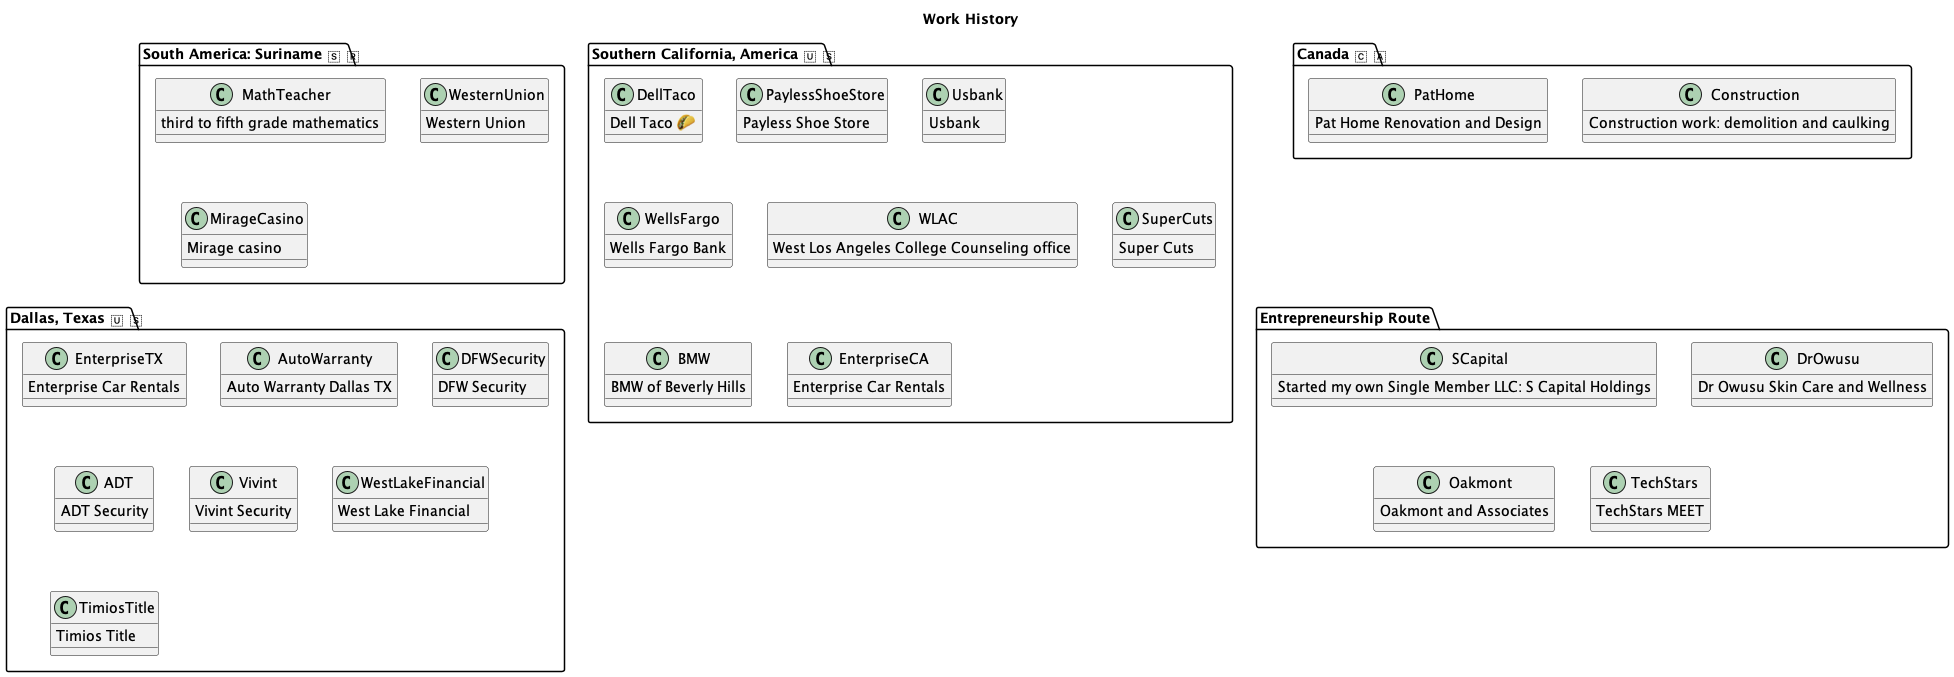 Work History
South America: Suriname 🇸 🇷
C MathTeacher
third to fifth grade mathematics
C WesternUnion
Western Union
C MirageCasino
Mirage casino
Southern California, America 🇺 🇸
C DellTaco
Dell Taco 🌮
C PaylessShoeStore
Payless Shoe Store
C Usbank
Usbank
C WellsFargo
Wells Fargo Bank
C WLAC
West Los Angeles College Counseling office
C SuperCuts
Super Cuts
C BMW
BMW of Beverly Hills
C EnterpriseCA
Enterprise Car Rentals
Canada 🇨 🇦
C PatHome
Pat Home Renovation and Design
C Construction
Construction work: demolition and caulking
Dallas, Texas 🇺 🇸
C EnterpriseTX
Enterprise Car Rentals
C AutoWarranty
Auto Warranty Dallas TX
C DFWSecurity
DFW Security
C ADT
ADT Security
C Vivint
Vivint Security
C WestLakeFinancial
West Lake Financial
C TimiosTitle
Timios Title
Entrepreneurship Route
C SCapital
Started my own Single Member LLC: S Capital Holdings
C DrOwusu
Dr Owusu Skin Care and Wellness
C Oakmont
Oakmont and Associates
C TechStars
TechStars MEET